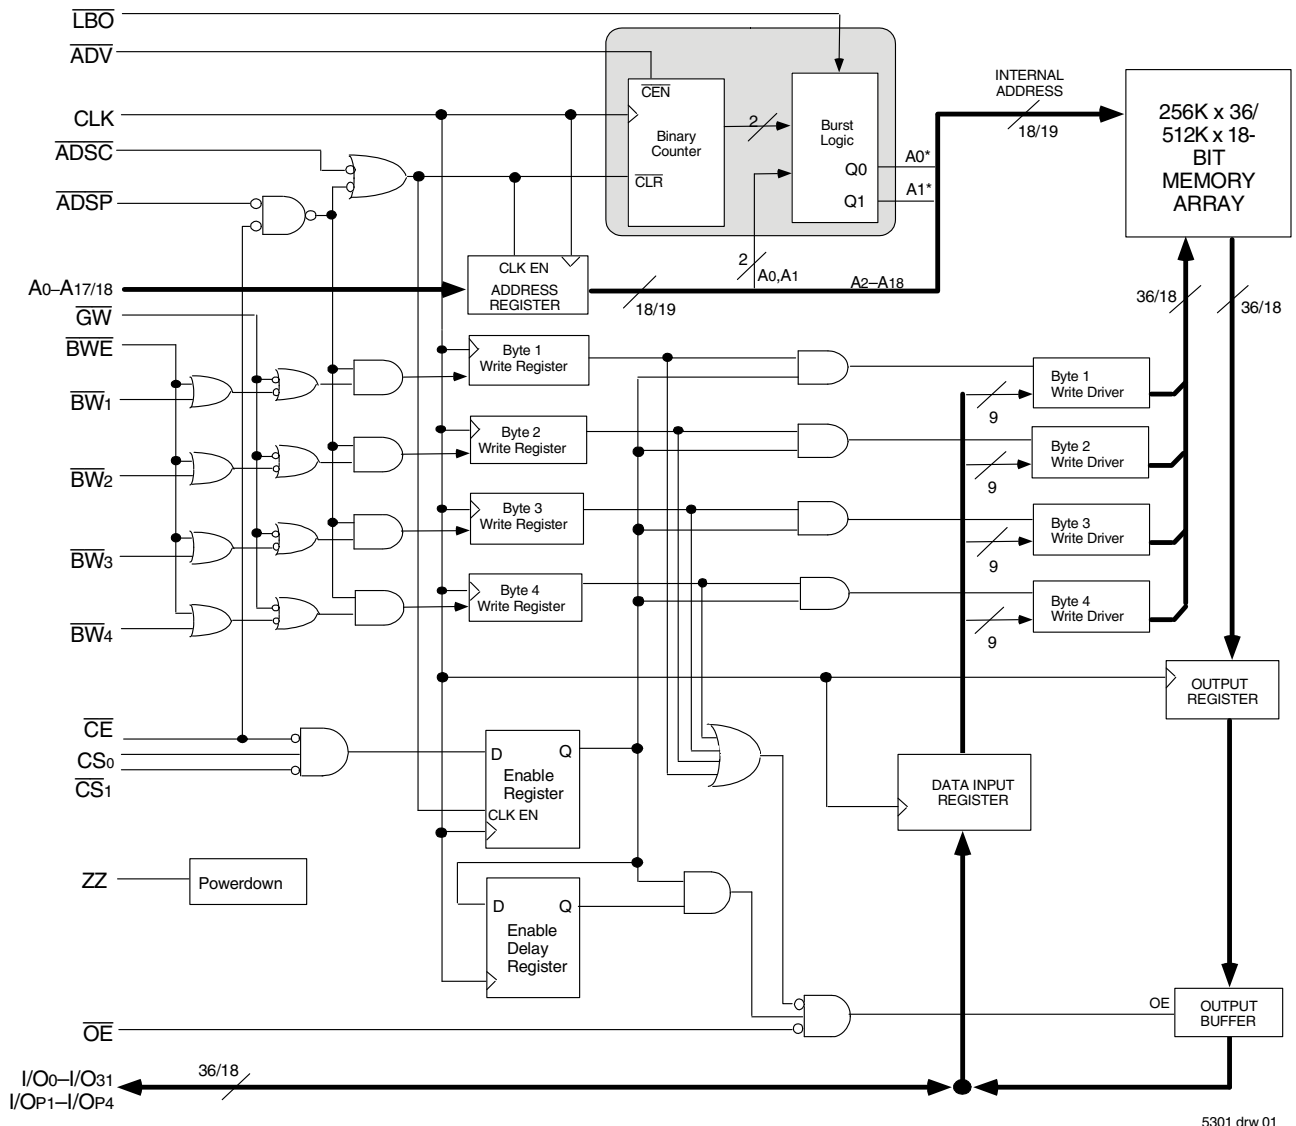 LBO
ADV
CLK
ADSC
ADSP
CEN
Binary
Counter
CLR
2
Burst
Logic
Q0
Q1
A0*
A1*
INTERNAL
ADDRESS
18/19
256K x 36/
512K x 18-
BIT
MEMORY
ARRAY
A0–A17/18
CLK EN
ADDRESS
REGISTER
18/19
2
A0,A1
A2–A18
36/18
36/18
GW
BWE
BW1
BW2
BW3
BW4
Byte 1
Write Register
Byte 2
Write Register
Byte 3
Write Register
Byte 4
Write Register
9
Byte 1
Write Driver
9
Byte 2
Write Driver
9
Byte 3
Write Driver
9
Byte 4
Write Driver
OUTPUT
REGISTER
CE
CS0
CS1
D
Q
Enable
Register
CLK EN
DATA INPUT
REGISTER
ZZ
Powerdown
D
Q
Enable
Delay
Register
OE
OE
OUTPUT
BUFFER
36/18
I/O0–I/O31
I/OP1–I/OP4
5301 drw 01